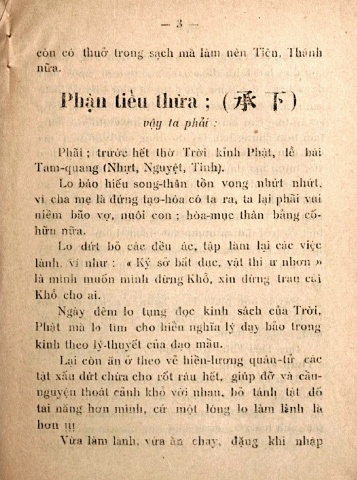 — 3 —
còn có thuở trong sạch mà làm nên Tiên, Thánh
nữa.
Phận tiểu thừa : (承下)
vậy ta phải :
Phải ; trước hết thờ Trời kinh Phật, lể bái
Tam-quang (Nhựt, Nguyệt, Tinh).
Lo báo hiếu song-thân tôn vong nhứt nhứt,
vì cha mẹ là đứng tạo-hóa có ta ra, ta lại phải vui
niềm bảo vợ, nuôi con ; hòa-mục thân bằng cố-
hữu nữa.
Lo dứt bỏ các đều ác, tập làm lại các việc
lành, ví như : « Kỷ sở bất dục, vật thi ư nhơn »
là mình muốn mình đừng Khổ, xin đừng trao cái
Khổ cho ai.
Ngày đêm lo tụng đọc kinh sách của Trời,
Phật mà lo tìm cho hiểu nghĩa lý dạy bảo trong
kinh theo lý-thuyết của đạo mầu.
Lại còn ăn ở theo vẽ hiền-lương quân-tử các
tật xấu dứt chừa cho rốt ráu hết, giúp đỡ và cầu-
nguyện thoát cảnh khổ với nhau, bỏ tánh tật đố
tài năng hơn mình, cứ một lòng lo làm lành là
hơn !!!
Vừa làm lành, vừa ăn chay, đặng khi nhập